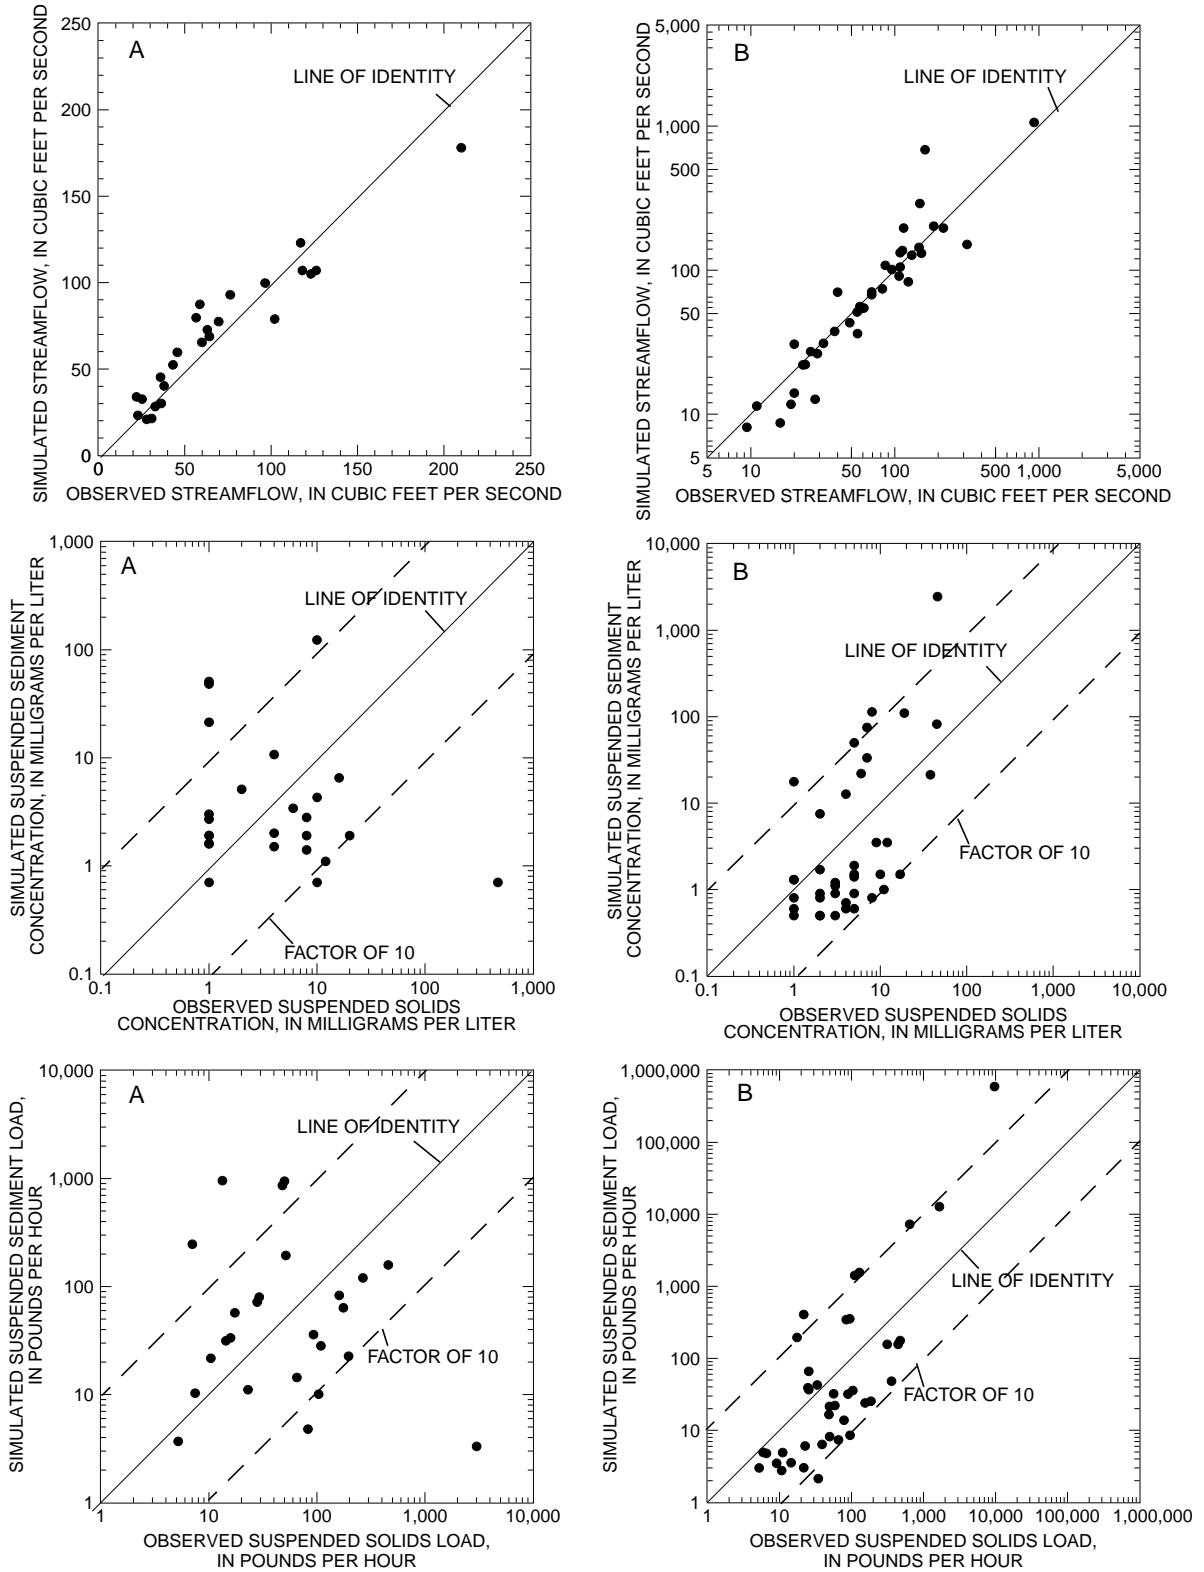 SIMULATED STREAMFLOW, IN CUBIC FEET PER SECOND
250
200
150
100
50
0
A
LINE OF IDENTITY
0 50 100 150 200 250
OBSERVED STREAMFLOW, IN CUBIC FEET PER SECOND
SIMULATED STREAMFLOW, IN CUBIC FEET PER SECOND
5,000
1,000
500
100
50
10
5
B
LINE OF IDENTITY
5 10 50 100 500 1,000 5,000
OBSERVED STREAMFLOW, IN CUBIC FEET PER SECOND
SIMULATED SUSPENDED SEDIMENT
CONCENTRATION, IN MILLIGRAMS PER LITER
1,000
100
10
1
0.1
A
LINE OF IDENTITY
FACTOR OF 10
0.1 1 10 100 1,000
OBSERVED SUSPENDED SOLIDS
CONCENTRATION, IN MILLIGRAMS PER LITER
SIMULATED SUSPENDED SEDIMENT
CONCENTRATION, IN MILLIGRAMS PER LITER
10,000
1,000
100
10
1
0.1
B
LINE OF IDENTITY
FACTOR OF 10
0.1 1 10 100 1,000 10,000
OBSERVED SUSPENDED SOLIDS
CONCENTRATION, IN MILLIGRAMS PER LITER
SIMULATED SUSPENDED SEDIMENT LOAD,
IN POUNDS PER HOUR
10,000
1,000
100
10
1
A
LINE OF IDENTITY
FACTOR OF 10
1 10 100 1,000 10,000
OBSERVED SUSPENDED SOLIDS LOAD,
IN POUNDS PER HOUR
SIMULATED SUSPENDED SEDIMENT LOAD,
IN POUNDS PER HOUR
1,000,000
100,000
10,000
1,000
100
10
1
B
LINE OF IDENTITY
FACTOR OF 10
1 10 100 1,000 10,000 100,000 1,000,000
OBSERVED SUSPENDED SOLIDS LOAD,
IN POUNDS PER HOUR